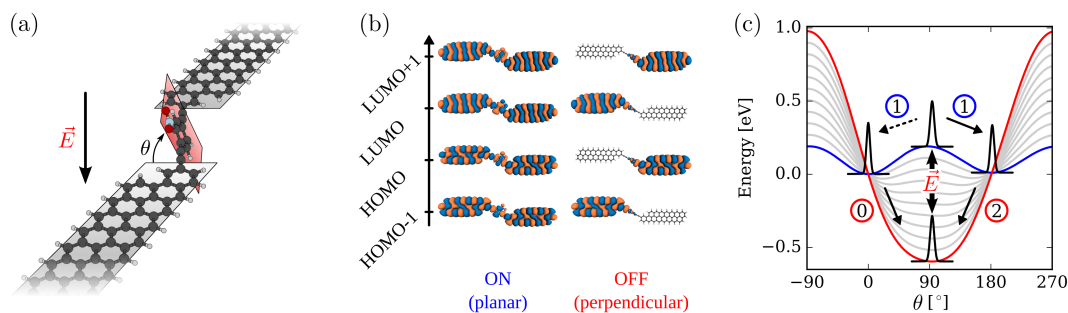 (a)
E⃗
θ
(b)
LUMO+1
LUMO
HOMO
HOMO-1
ON
(planar)
OFF
(perpendicular)
(c)
Energy [eV]
1.0
0.5
0.0
−0.5
1
1
E⃗
0
2
−90
0
90
180
270
θ [°]